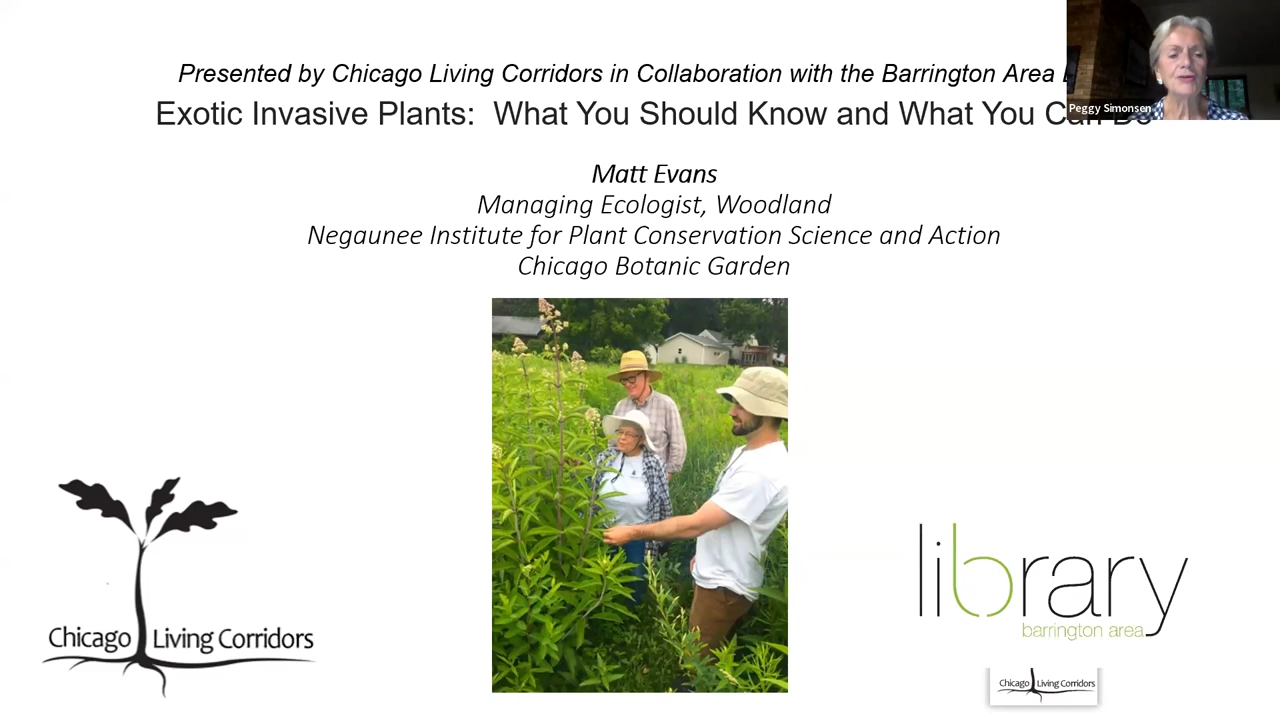 Presented by Chicago Living Corridors in Collaboration with the Barrington Area
Exotic Invasive Plants: What You Should Know and What You Can Do
Peggy Simonsen
Matt Evans
Managing Ecologist, Woodland
Negaunee Institute for Plant Conservation Science and Action
Chicago Botanic Garden
Chicago Living Corridors
library
barrington area
Chicago Living Corridors